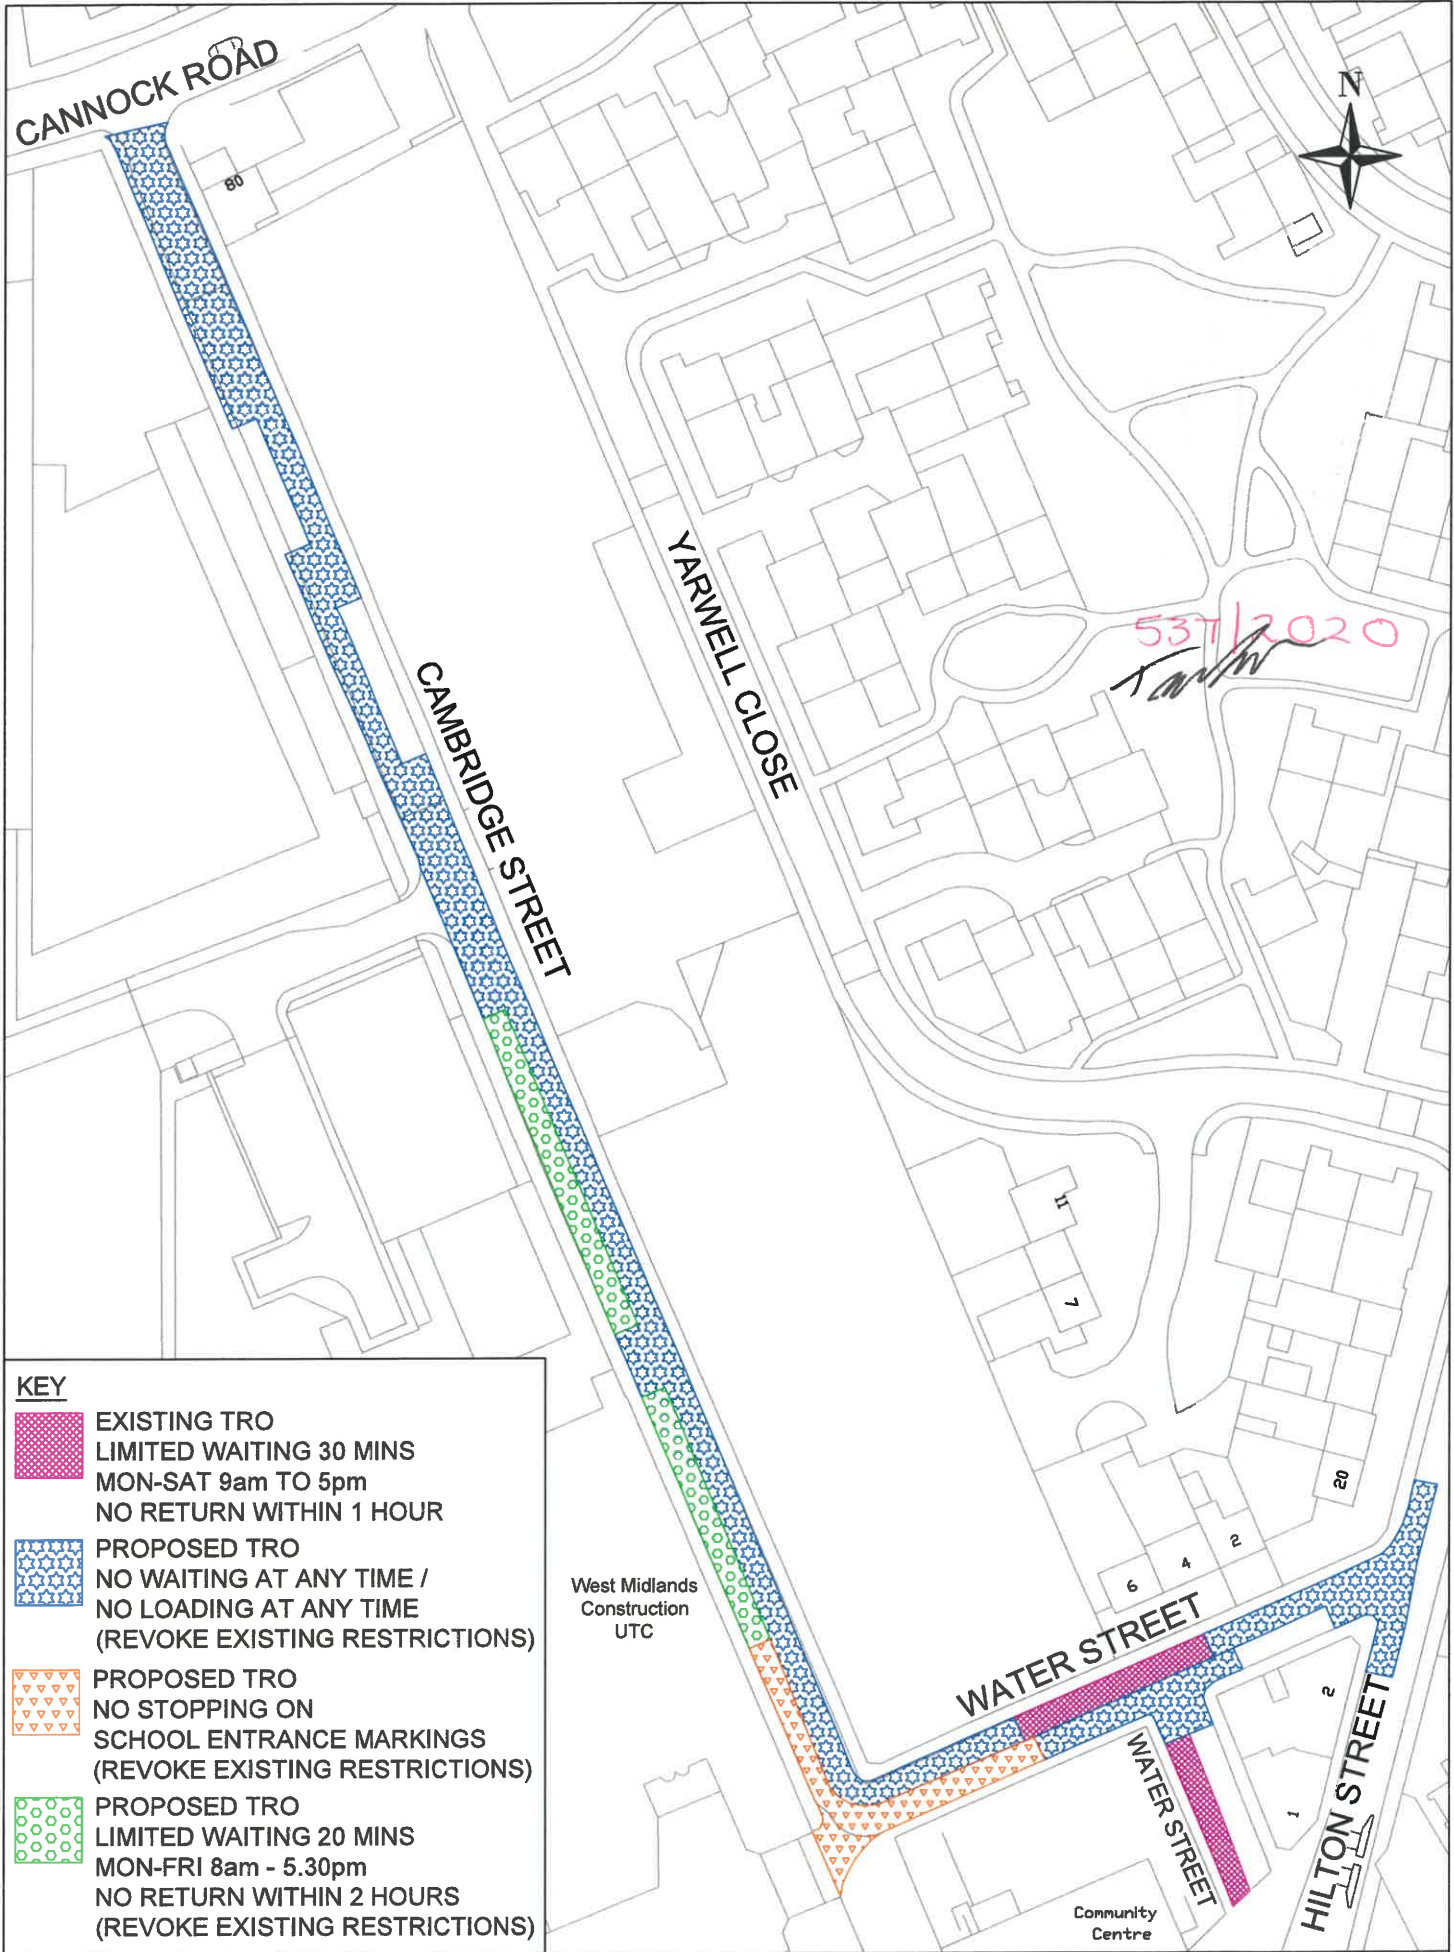 CANNOCK ROAD
N
80
YARWELL CLOSE
537/2020
CAMBRIDGE STREET
11
7
20
2
4
6
West Midlands
Construction
UTC
WATER STREET
2
WATER STREET
1
HILTON STREET
Community
Centre
KEY
EXISTING TRO
LIMITED WAITING 30 MINS
MON-SAT 9am TO 5pm
NO RETURN WITHIN 1 HOUR
PROPOSED TRO
NO WAITING AT ANY TIME /
NO LOADING AT ANY TIME
(REVOKE EXISTING RESTRICTIONS)
PROPOSED TRO
NO STOPPING ON
SCHOOL ENTRANCE MARKINGS
(REVOKE EXISTING RESTRICTIONS)
PROPOSED TRO
LIMITED WAITING 20 MINS
MON-FRI 8am - 5.30pm
NO RETURN WITHIN 2 HOURS
(REVOKE EXISTING RESTRICTIONS)